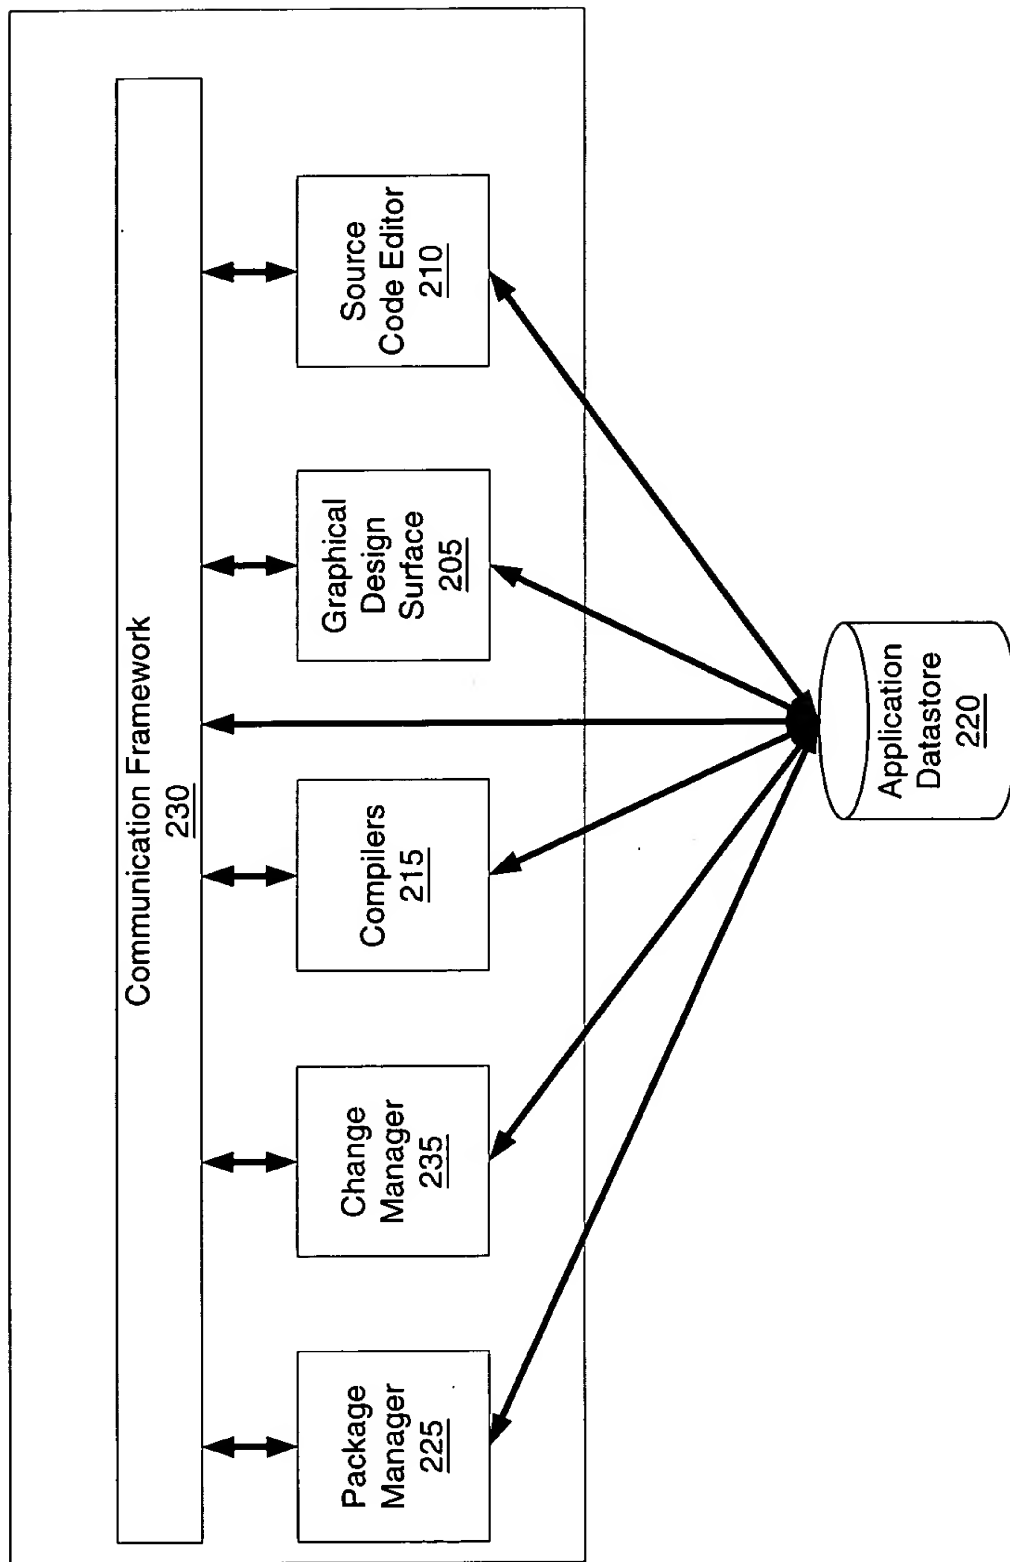 Communication Framework
230
Package
Manager
225
Change
Manager
235
Compilers
215
Graphical
Design
Surface
205
Source
Code Editor
210
Application
Datastore
220